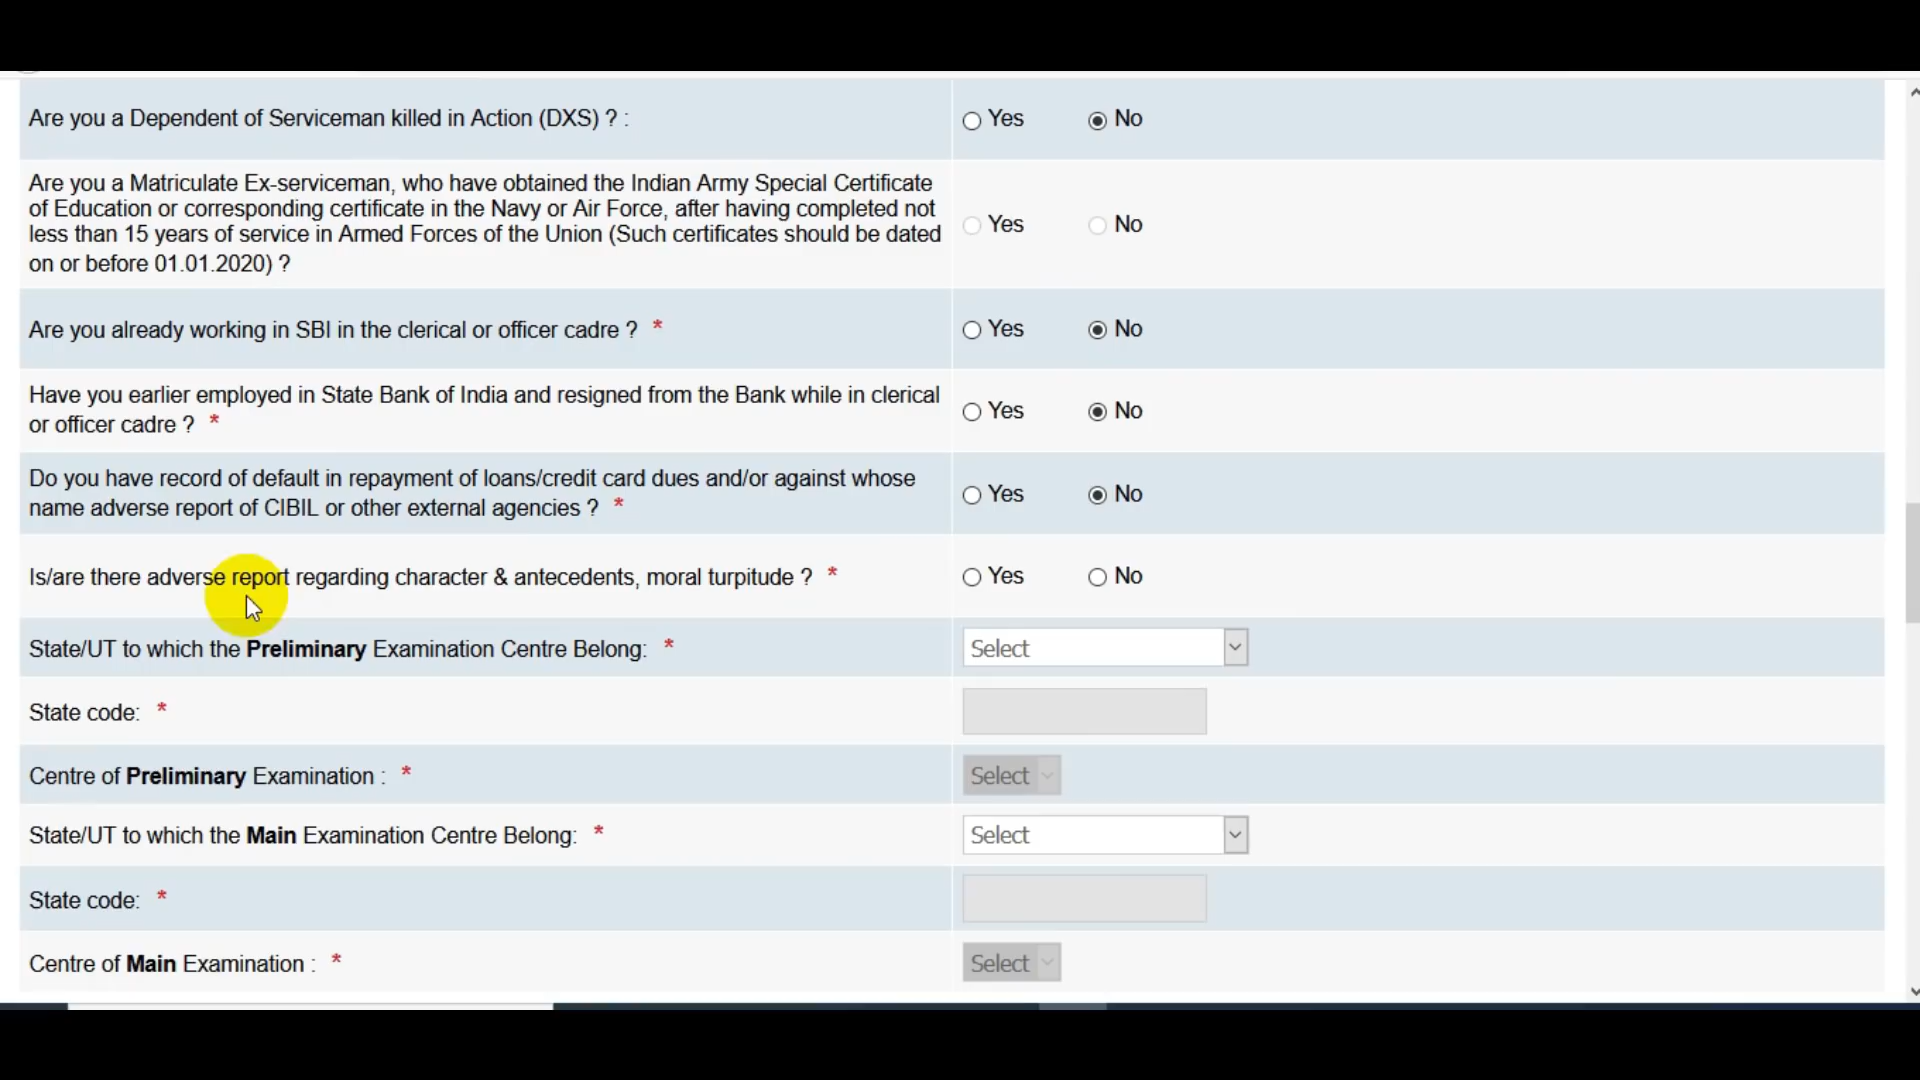 Are you a Dependent of Serviceman killed in Action (DXS) ? : Yes No
Are you a Matriculate Ex-serviceman, who have obtained the Indian Army Special Certificate
of Education or corresponding certificate in the Navy or Air Force, after having completed not
less than 15 years of service in Armed Forces of the Union (Such certificates should be dated
on or before 01.01.2020) ?
Yes No
Are you already working in SBI in the clerical or officer cadre ? * Yes No
Have you earlier employed in State Bank of India and resigned from the Bank while in clerical
or officer cadre ? *
Yes No
Do you have record of default in repayment of loans/credit card dues and/or against whose
name adverse report of CIBIL or other external agencies ? *
Yes No
Is/are there adverse report regarding character & antecedents, moral turpitude ? * Yes No
State/UT to which the Preliminary Examination Centre Belong: * Select
State code: *
Centre of Preliminary Examination : * Select
State/UT to which the Main Examination Centre Belong: * Select
State code: *
Centre of Main Examination : * Select